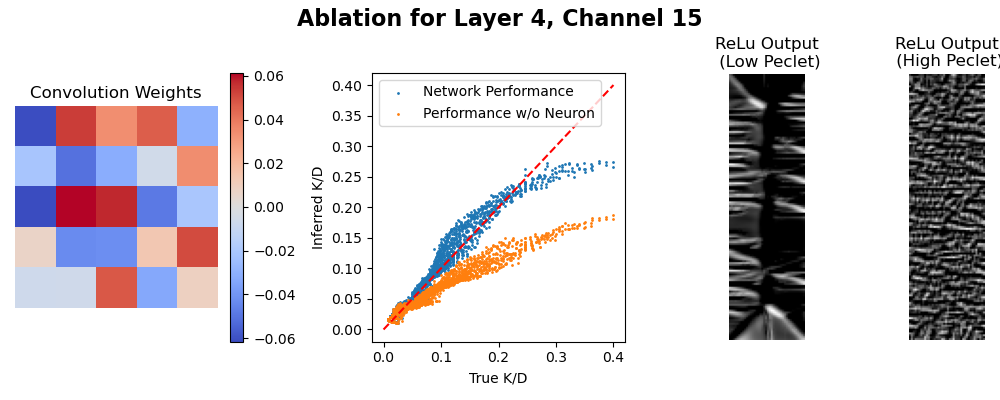 Ablation for Layer 4, Channel 15
Convolution Weights
0.06
0.04
0.02
0.00
−0.02
−0.04
−0.06
Network Performance
Performance w/o Neuron
0.40
0.35
0.30
0.25
0.20
0.15
0.10
0.05
0.00
Inferred K/D
0.0 0.1 0.2 0.3 0.4
True K/D
ReLu Output
(Low Peclet)
ReLu Output
(High Peclet)